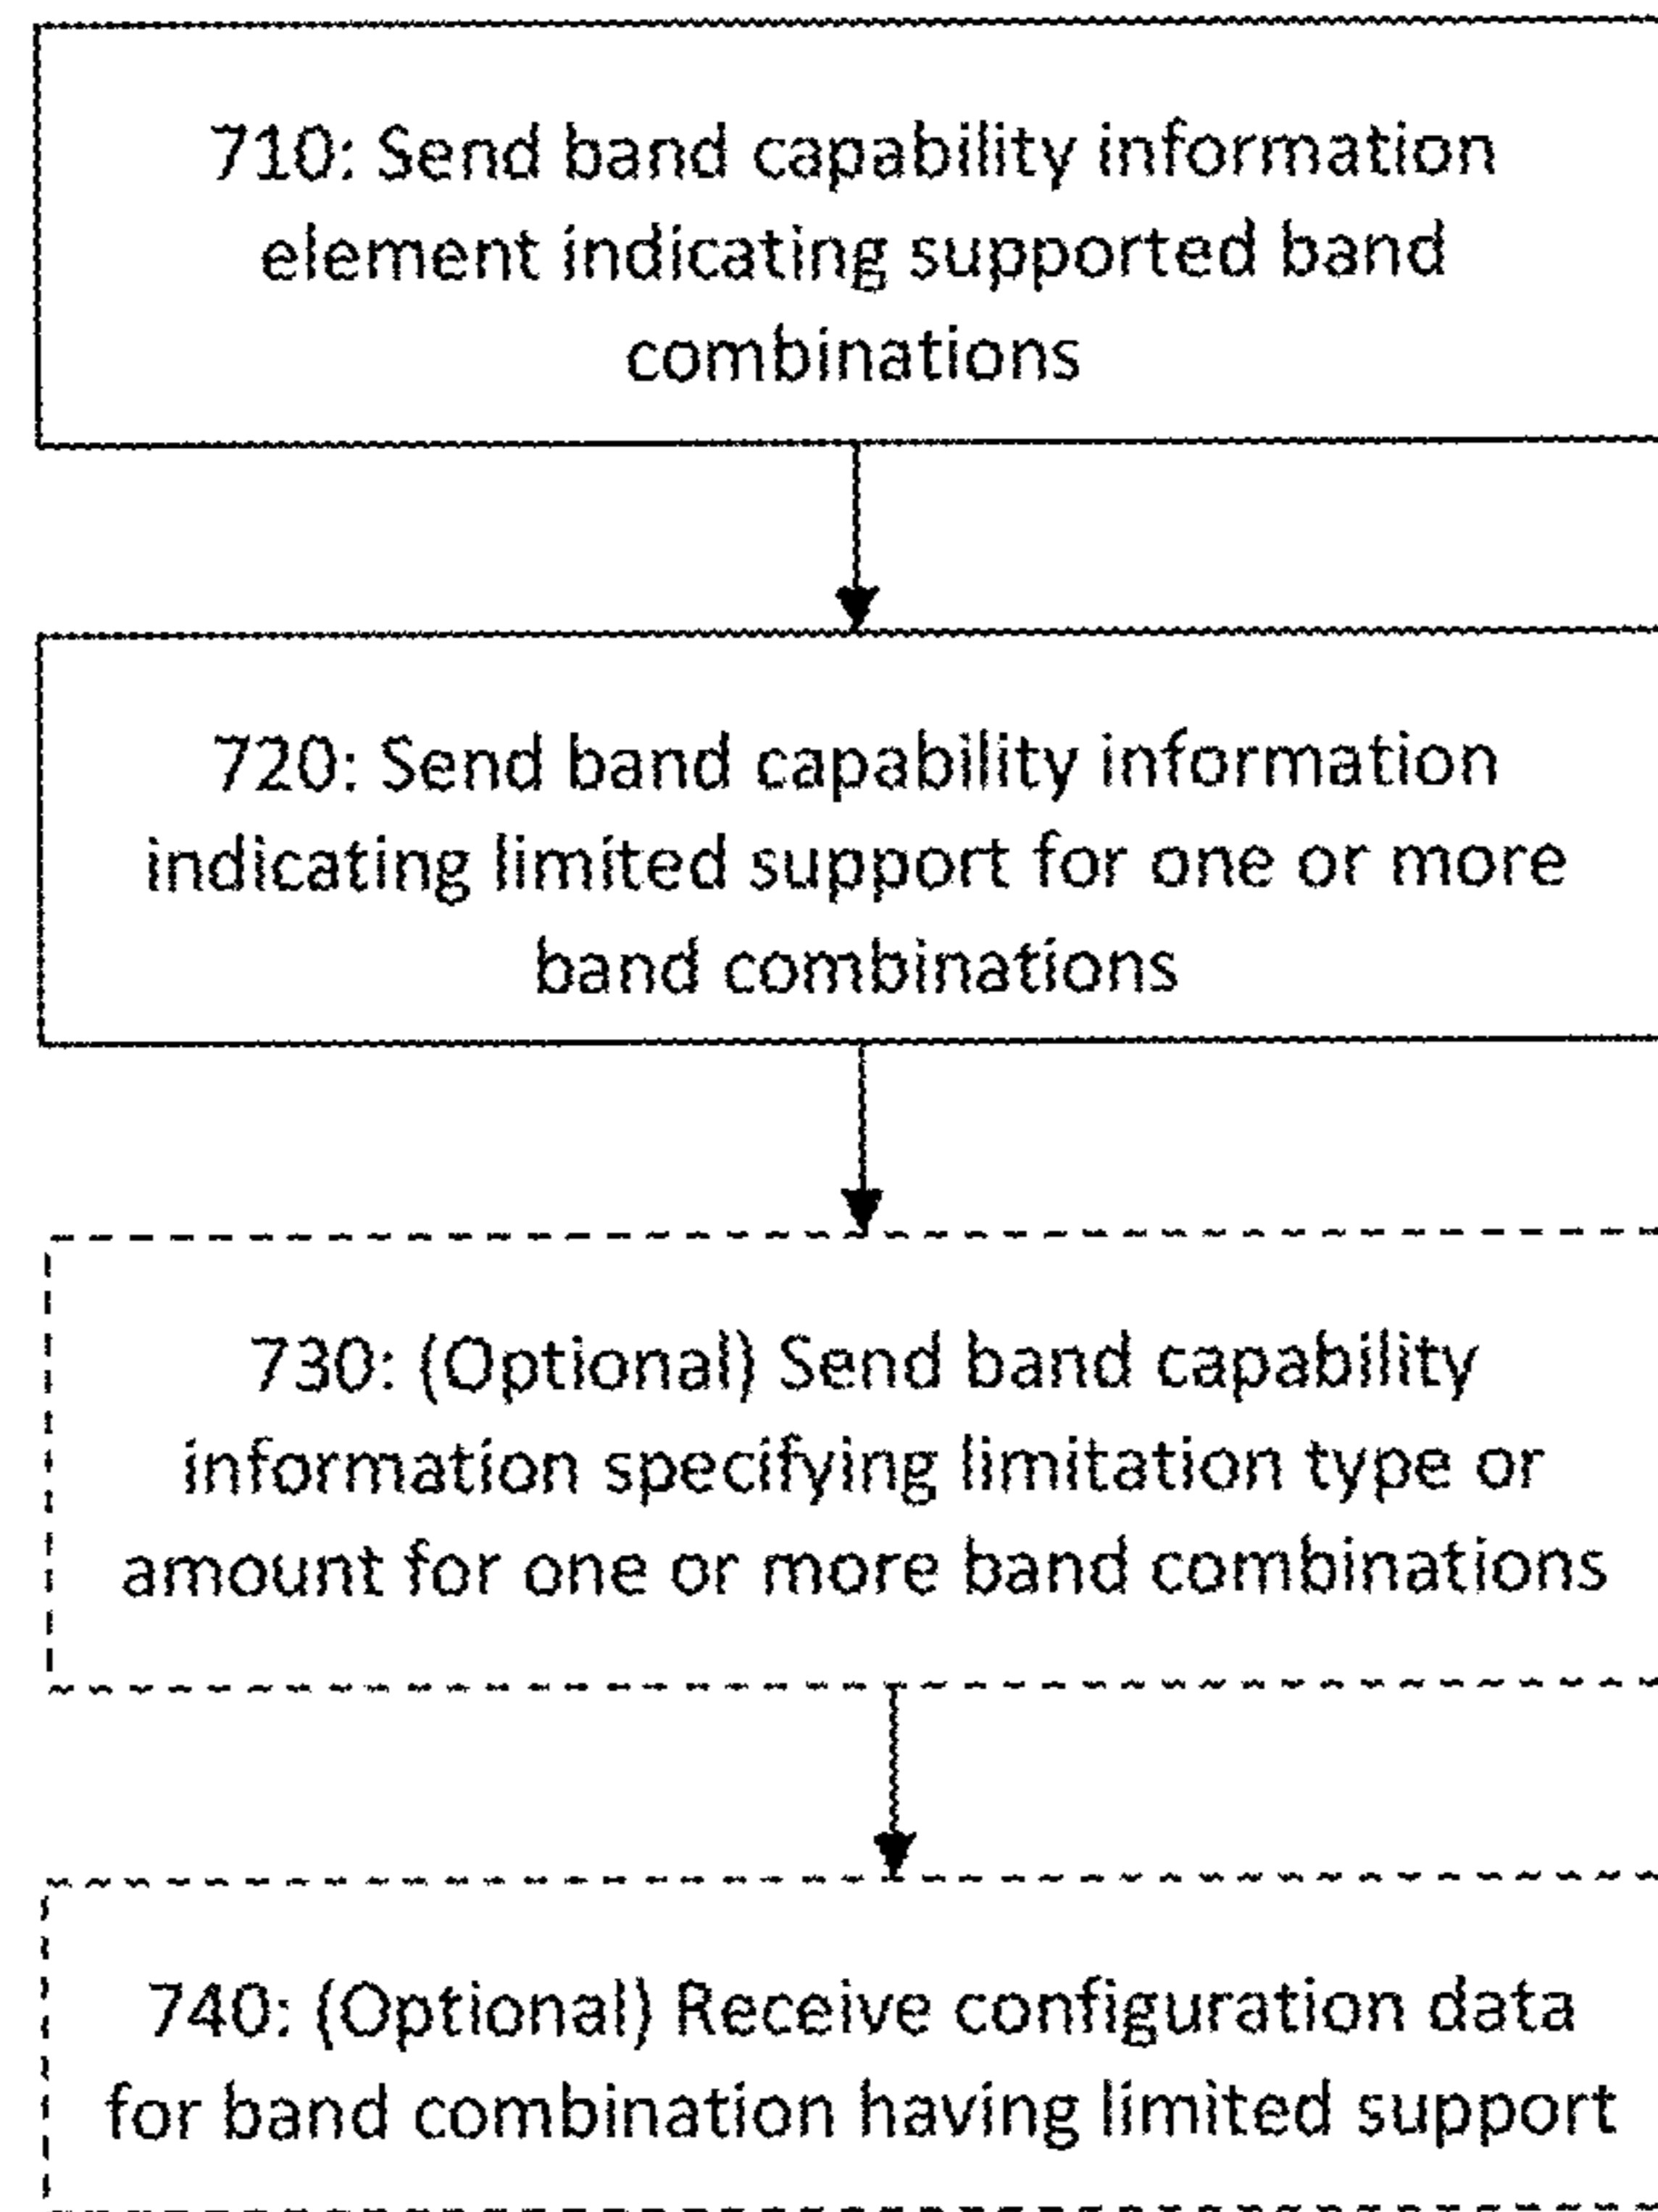 710: Send band capability information
element indicating supported band
combinations
720: Send band capability information
indicating limited support for one or more
band combinations
730: (Optional) Send band capability
information specifying limitation type or
amount for one or more band combinations
740: (Optional) Receive configuration data
for band combination having limited support